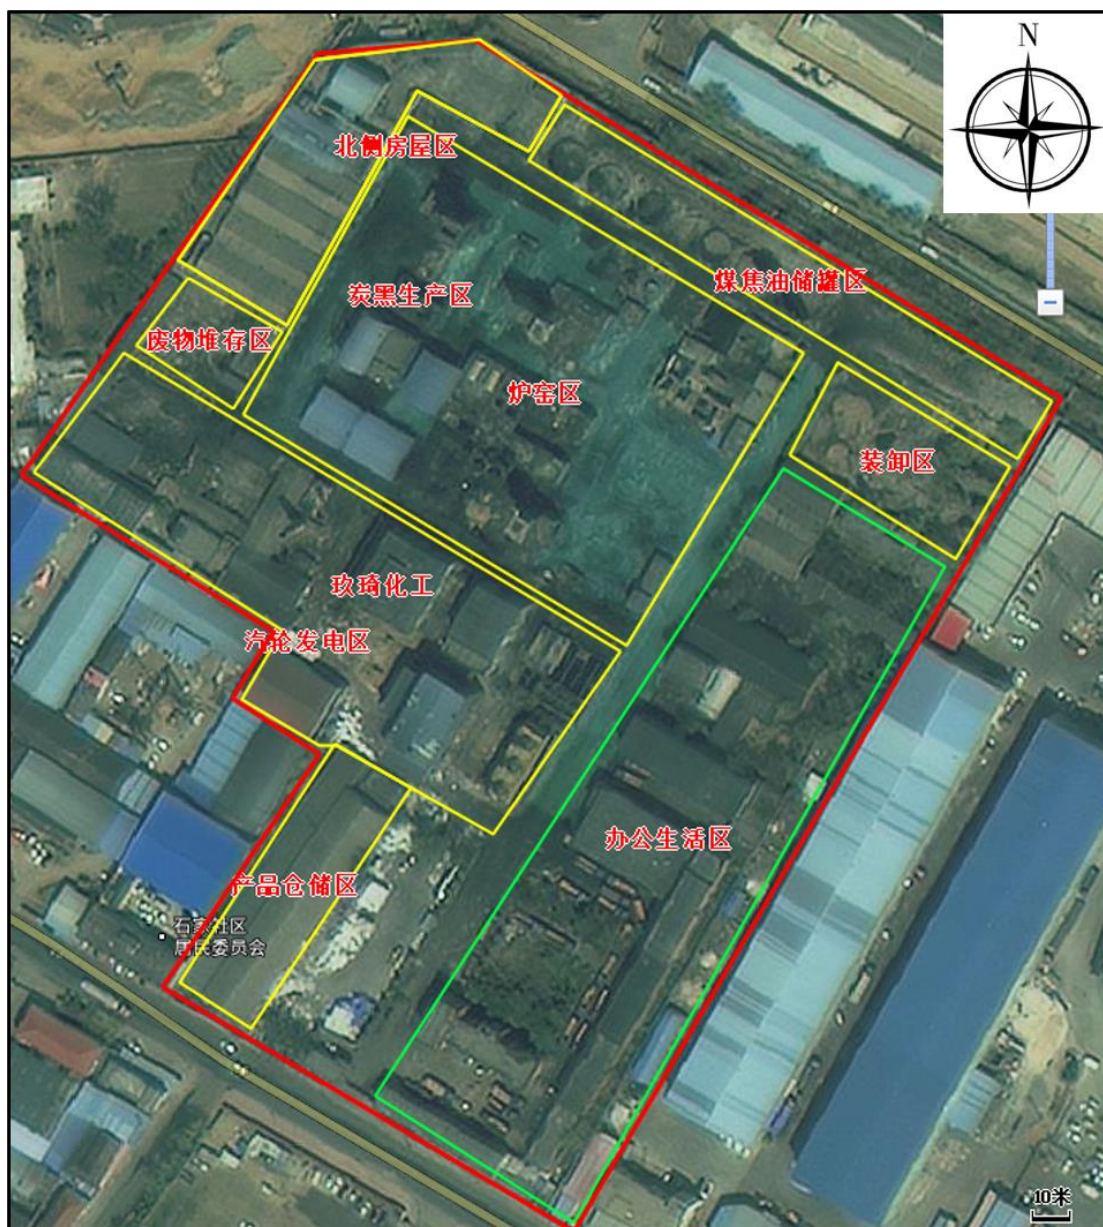 N
北侧房屋区
煤焦油储罐区
炭黑生产区
废物堆存区
炉窑区
装卸区
玖琦化工
汽轮发电区
办公生活区
产品仓储区
石家社区
居民委员会
10米